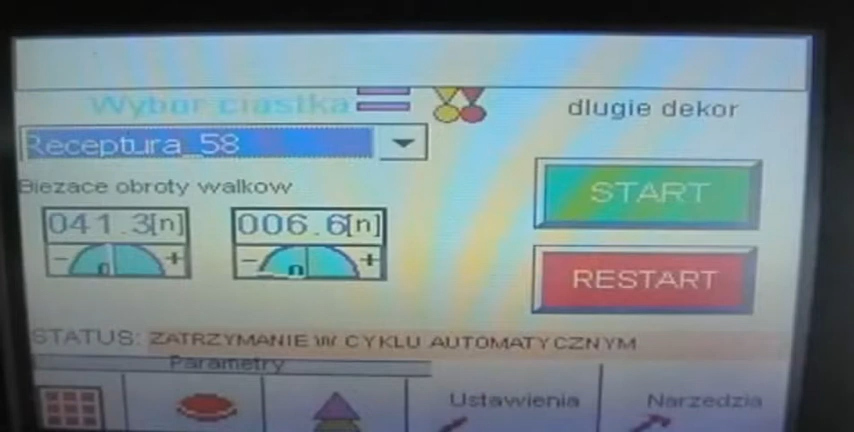 Wybor ciastka
dlugie dekor
Receptura_58
Biezace obroty walkow
041.3[n] 006.6[n]
- n + - n +
START
RESTART
STATUS: ZATRZYMANIE W CYKLU AUTOMATYCZNYM
Parametry
Ustawienia Narzedzia